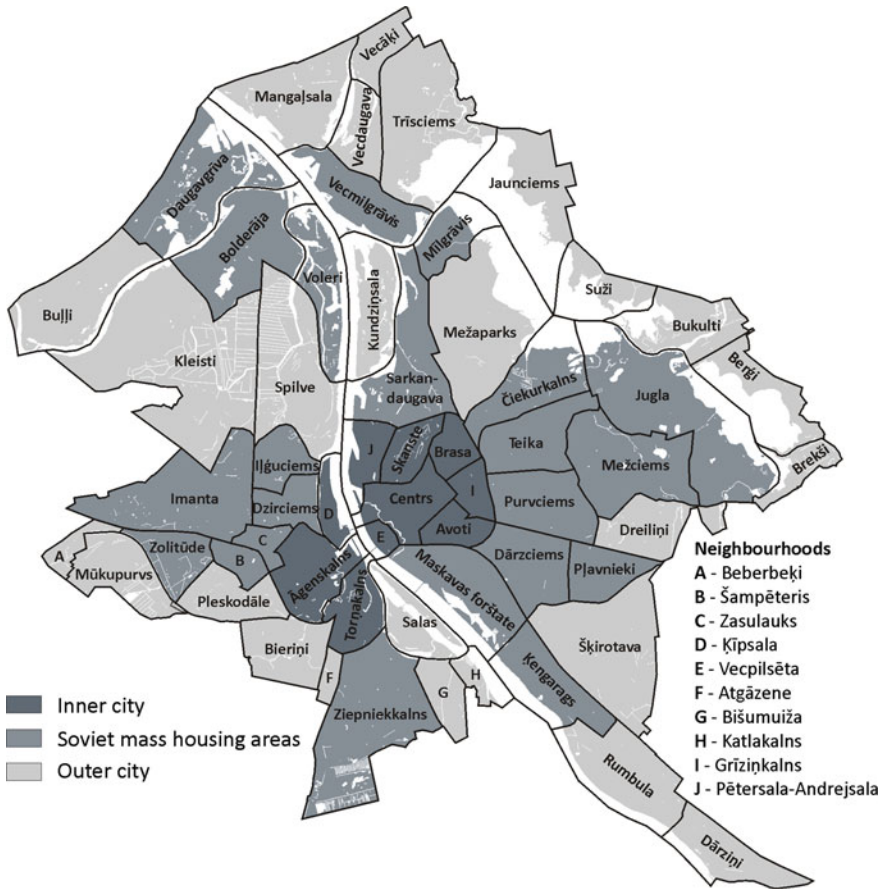 Vecāķi
Mangaļsala
Vecdaugava
Trīsciems
Jaunciems
Daugavgrīva
Vecmilgrāvis
Bolderāja
Mīlgrāvis
Voleri
Suži
Buļļi
Kundziņsala
Mežaparks
Bukulti
Kleisti
Berģi
Spilve
Sarkan-
daugava
Čiekurkalns
Jugla
Skanste
J
Brasa
Teika
Iļģuciems
Mežciems
Brekši
Imanta
I
Centrs
Purvciems
Dzirciems
D
Avoti
Dreiliņi
E
C
Zolitūde
B
A
Mūkupurvs
Āgenskalns
Maskavas forštate
Dārzciems
Pļavnieki
Pleskodāle
Torņakalns
Salas
Bieriņi
Šķirotava
F
G
H
Ķengarags
Ziepniekkalns
Rumbula
Dārziņi
Inner city
Soviet mass housing areas
Outer city
Neighbourhoods
A - Beberbeķi
B - Šampēteris
C - Zasulauks
D - Ķīpsala
E - Vecpilsēta
F - Atgāzene
G - Bišumuiža
H - Katlakalns
I - Grīziņkalns
J - Pētersala-Andrejsala